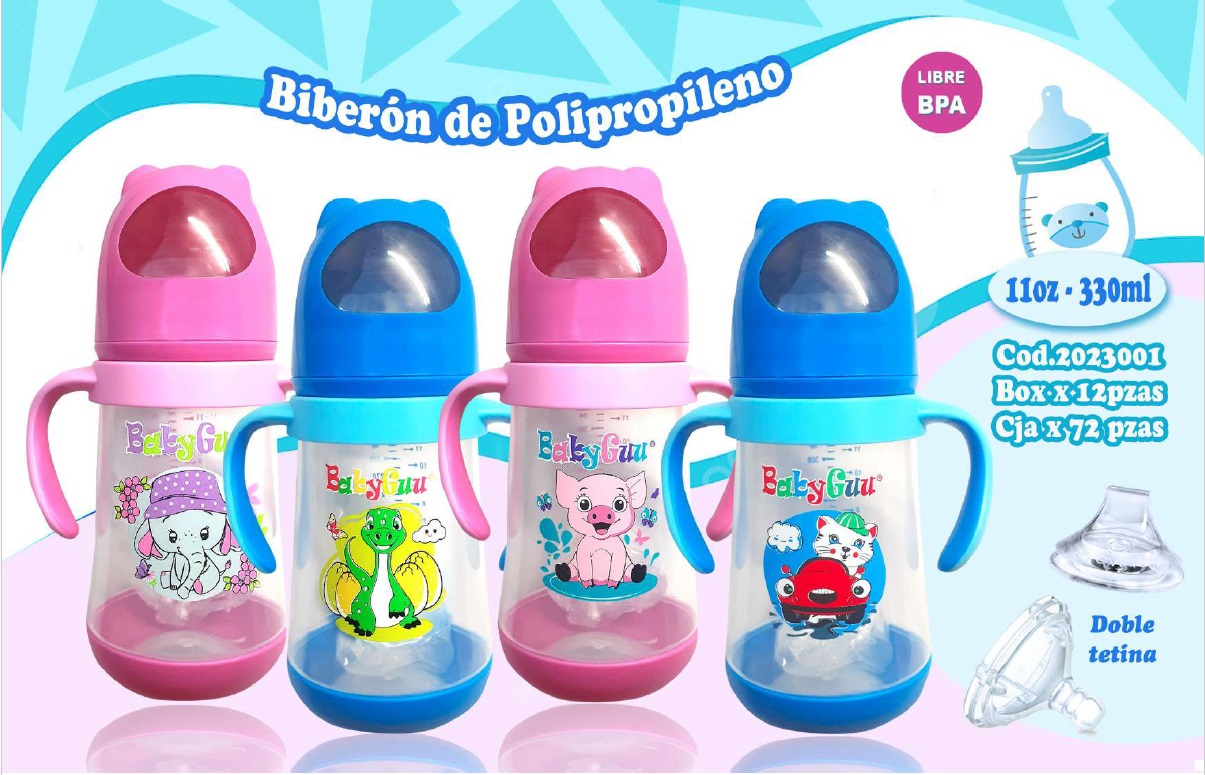 Biberón de Polipropileno
LIBRE
BPA
11oz - 330ml
Cod.2023001
Box x 12pzas
Cja x 72 pzas
BabyGu
BabyGuu®
BabyGuu®
BabyGuu®
Doble
tetina